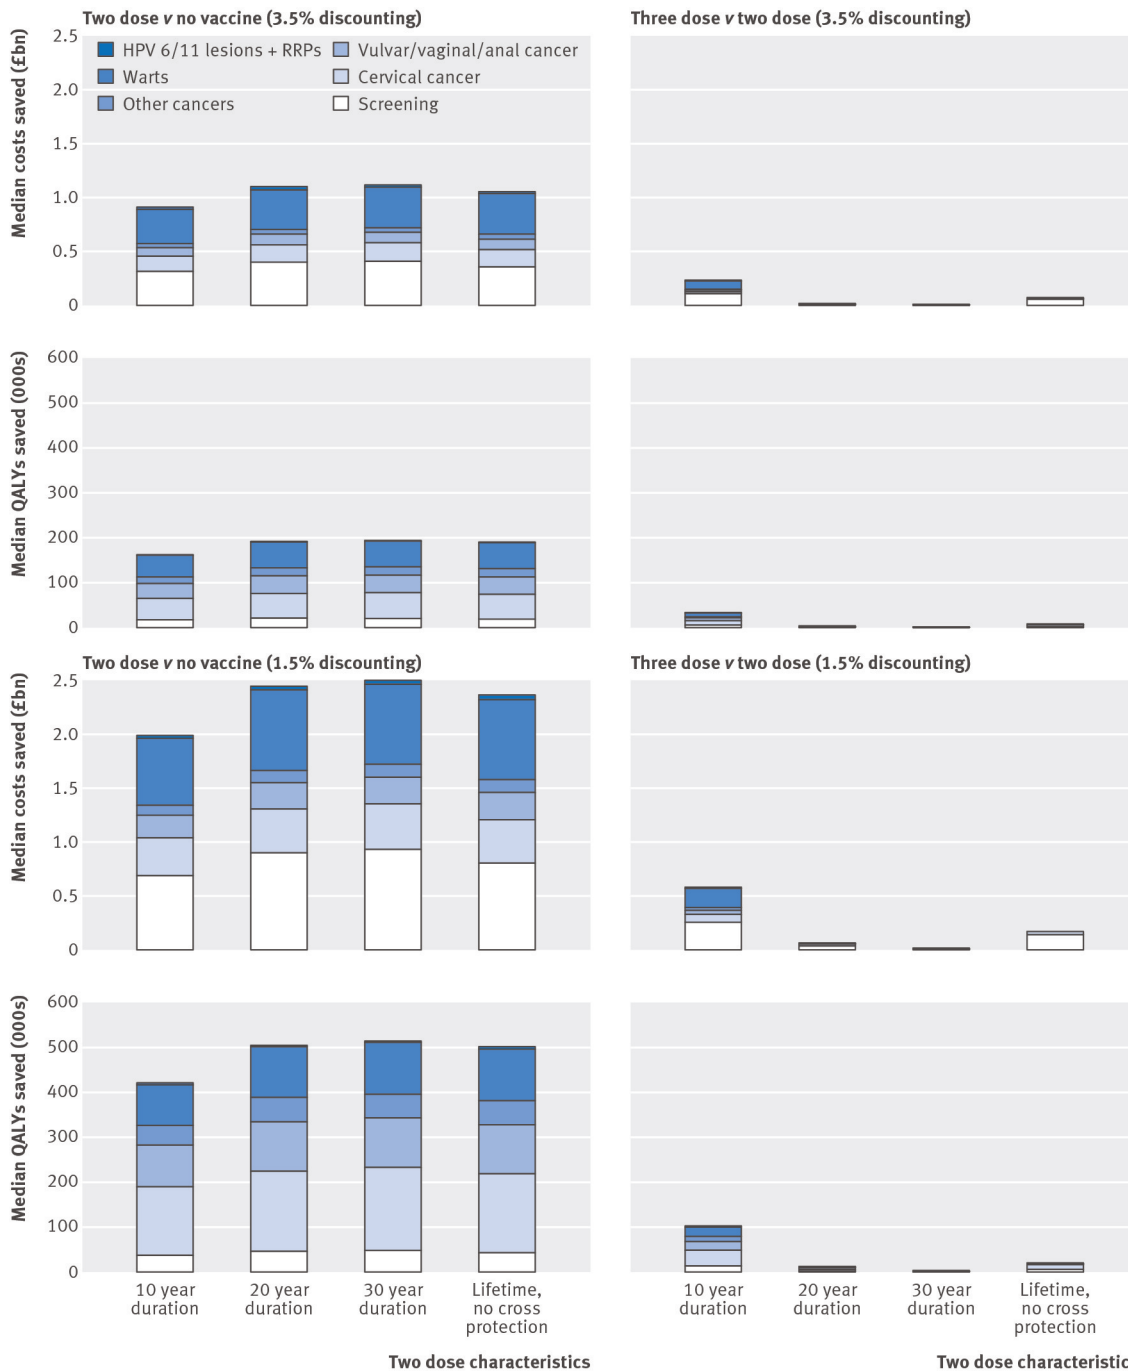 Two dose v no vaccine (3.5% discounting)
Three dose v two dose (3.5% discounting)
Median costs saved (£bn)
2.5
2.0
1.5
1.0
0.5
0
HPV 6/11 lesions + RRPs
Vulvar/vaginal/anal cancer
Warts
Cervical cancer
Other cancers
Screening
Median QALYs saved (000s)
600
500
400
300
200
100
0
Two dose v no vaccine (1.5% discounting)
Three dose v two dose (1.5% discounting)
Median costs saved (£bn)
2.5
2.0
1.5
1.0
0.5
0
Median QALYs saved (000s)
600
500
400
300
200
100
0
10 year
duration
20 year
duration
30 year
duration
Lifetime,
no cross
protection
10 year
duration
20 year
duration
30 year
duration
Lifetime,
no cross
protection
Two dose characteristics
Two dose characteristic